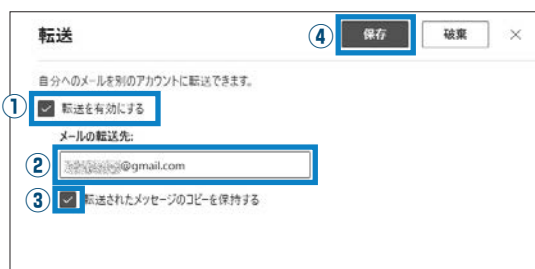 転送
④
保存
破棄
自分へのメールを別のアカウントに転送できます。
①
転送を有効にする
メールの転送先:
②
@gmail.com
③
転送されたメッセージのコピーを保持する